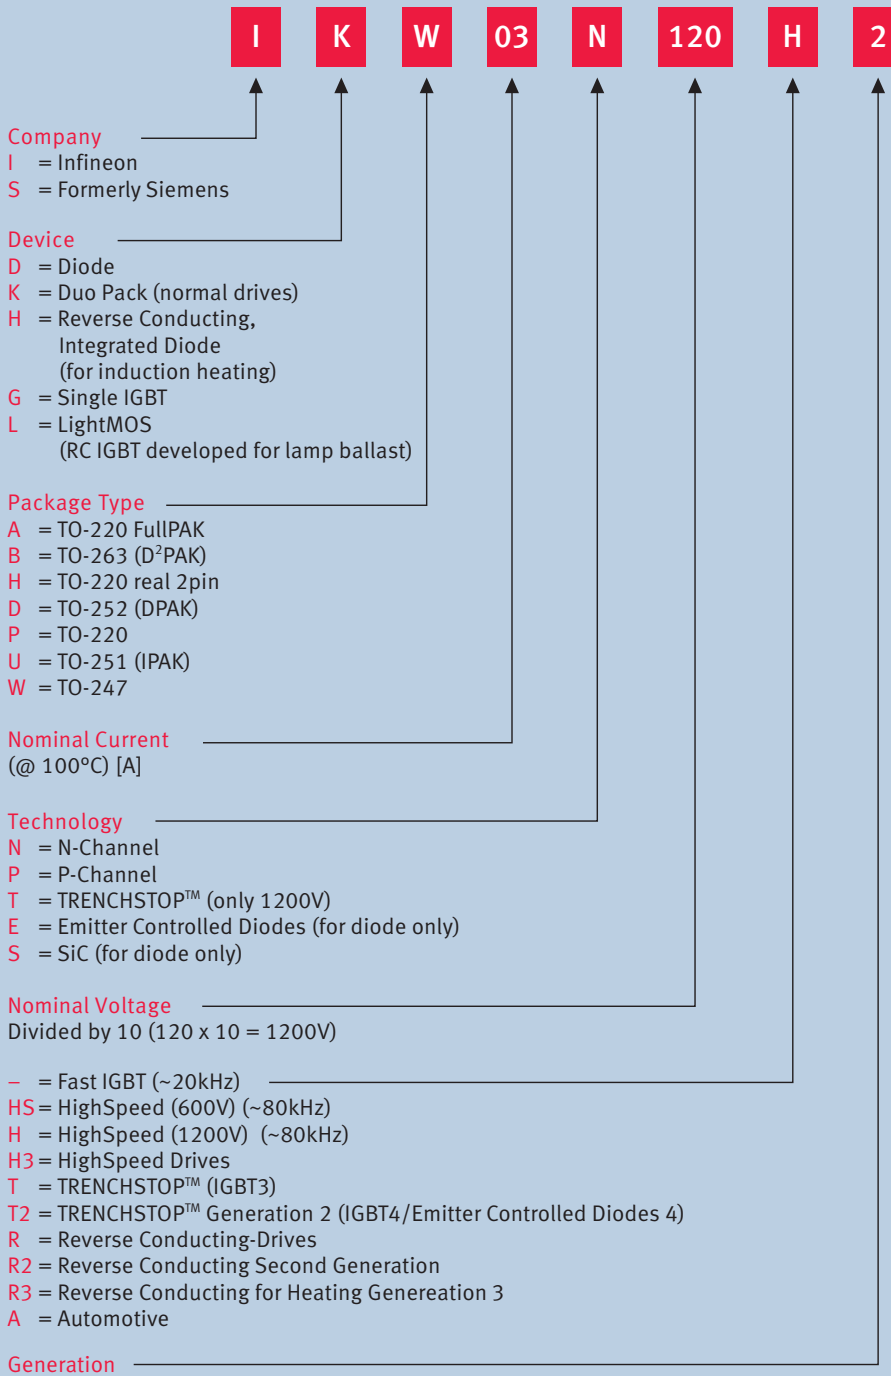 I K W 03 N 120 H 2
Company
I = Infineon
S = Formerly Siemens
Device
D = Diode
K = Duo Pack (normal drives)
H = Reverse Conducting,
Integrated Diode
(for induction heating)
G = Single IGBT
L = LightMOS
(RC IGBT developed for lamp ballast)
Package Type
A = TO-220 FullPAK
B = TO-263 (D²PAK)
H = TO-220 real 2pin
D = TO-252 (DPAK)
P = TO-220
U = TO-251 (IPAK)
W = TO-247
Nominal Current
(@ 100°C) [A]
Technology
N = N-Channel
P = P-Channel
T = TRENCHSTOP™ (only 1200V)
E = Emitter Controlled Diodes (for diode only)
S = SiC (for diode only)
Nominal Voltage
Divided by 10 (120 x 10 = 1200V)
– = Fast IGBT (~20kHz)
HS = HighSpeed (600V) (~80kHz)
H = HighSpeed (1200V) (~80kHz)
H3 = HighSpeed Drives
T = TRENCHSTOP™ (IGBT3)
T2 = TRENCHSTOP™ Generation 2 (IGBT4/Emitter Controlled Diodes 4)
R = Reverse Conducting-Drives
R2 = Reverse Conducting Second Generation
R3 = Reverse Conducting for Heating Genereation 3
A = Automotive
Generation